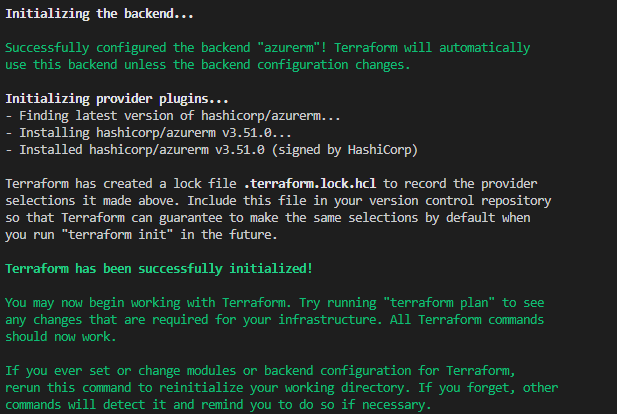 Initializing the backend...
Successfully configured the backend "azurerm"! Terraform will automatically
use this backend unless the backend configuration changes.
Initializing provider plugins...
- Finding latest version of hashicorp/azurerm...
- Installing hashicorp/azurerm v3.51.0...
- Installed hashicorp/azurerm v3.51.0 (signed by HashiCorp)
Terraform has created a lock file .terraform.lock.hcl to record the provider
selections it made above. Include this file in your version control repository
so that Terraform can guarantee to make the same selections by default when
you run "terraform init" in the future.
Terraform has been successfully initialized!
You may now begin working with Terraform. Try running "terraform plan" to see
any changes that are required for your infrastructure. All Terraform commands
should now work.
If you ever set or change modules or backend configuration for Terraform,
rerun this command to reinitialize your working directory. If you forget, other
commands will detect it and remind you to do so if necessary.